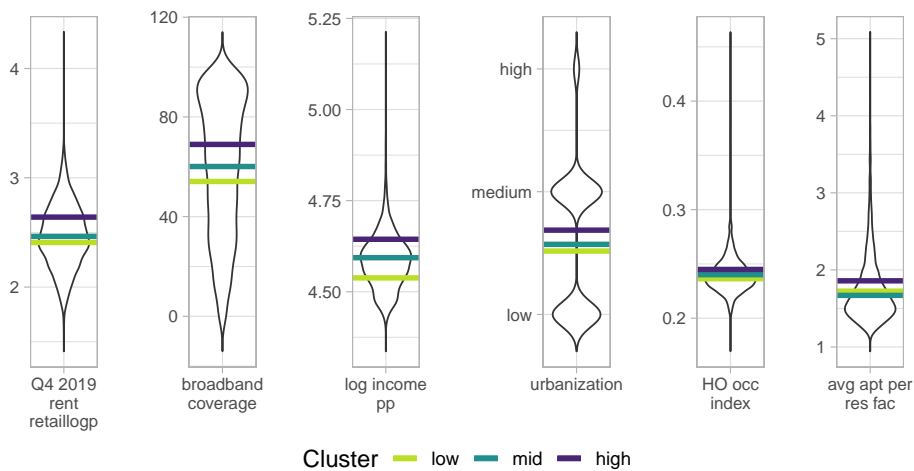 4
3
2
120
80
40
0
5.25
5.00
4.75
4.50
high
medium
low
0.4
0.3
0.2
5
4
3
2
1
Q4 2019
rent
retaillogp
broadband
coverage
log income
pp
urbanization
HO occ
index
avg apt per
res fac
Cluster low mid high